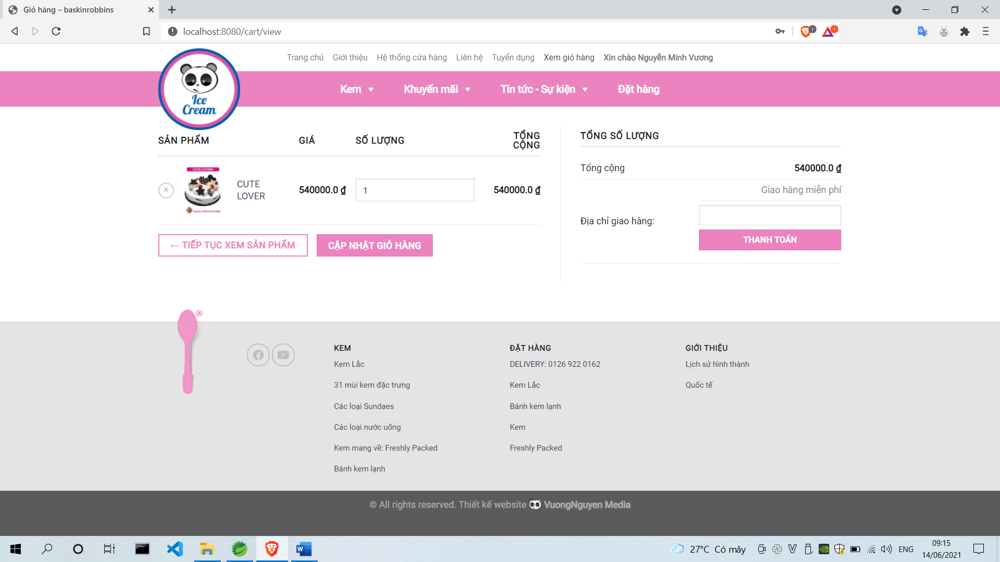 Giỏ hàng – baskinrobbins
localhost:8080/cart/view
1
1
Trang chủ Giới thiệu Hệ thống cửa hàng Liên hệ Tuyển dụng Xem giỏ hàng Xin chào Nguyễn Minh Vương
Ice
Cream
Kem Khuyến mãi Tin tức - Sự kiện Đặt hàng
SẢN PHẨM GIÁ SỐ LƯỢNG TỔNG CỘNG
CUTE LOVERS
Jamoca Almond Fudge
CUTE
LOVER
540000.0 ₫ 1 540000.0 ₫
← TIẾP TỤC XEM SẢN PHẨM CẬP NHẬT GIỎ HÀNG
TỔNG SỐ LƯỢNG
Tổng cộng 540000.0 ₫
Giao hàng miễn phí
Địa chỉ giao hàng:
THANH TOÁN
®
KEM
Kem Lắc
31 mùi kem đặc trưng
Các loại Sundaes
Các loại nước uống
Kem mang về: Freshly Packed
Bánh kem lạnh
ĐẶT HÀNG
DELIVERY: 0126 922 0162
Kem Lắc
Bánh kem lạnh
Kem
Freshly Packed
GIỚI THIỆU
Lịch sử hình thành
Quốc tế
© All rights reserved. Thiết kế website VuongNguyen Media
27°C Có mây
ENG
09:15
14/06/2021